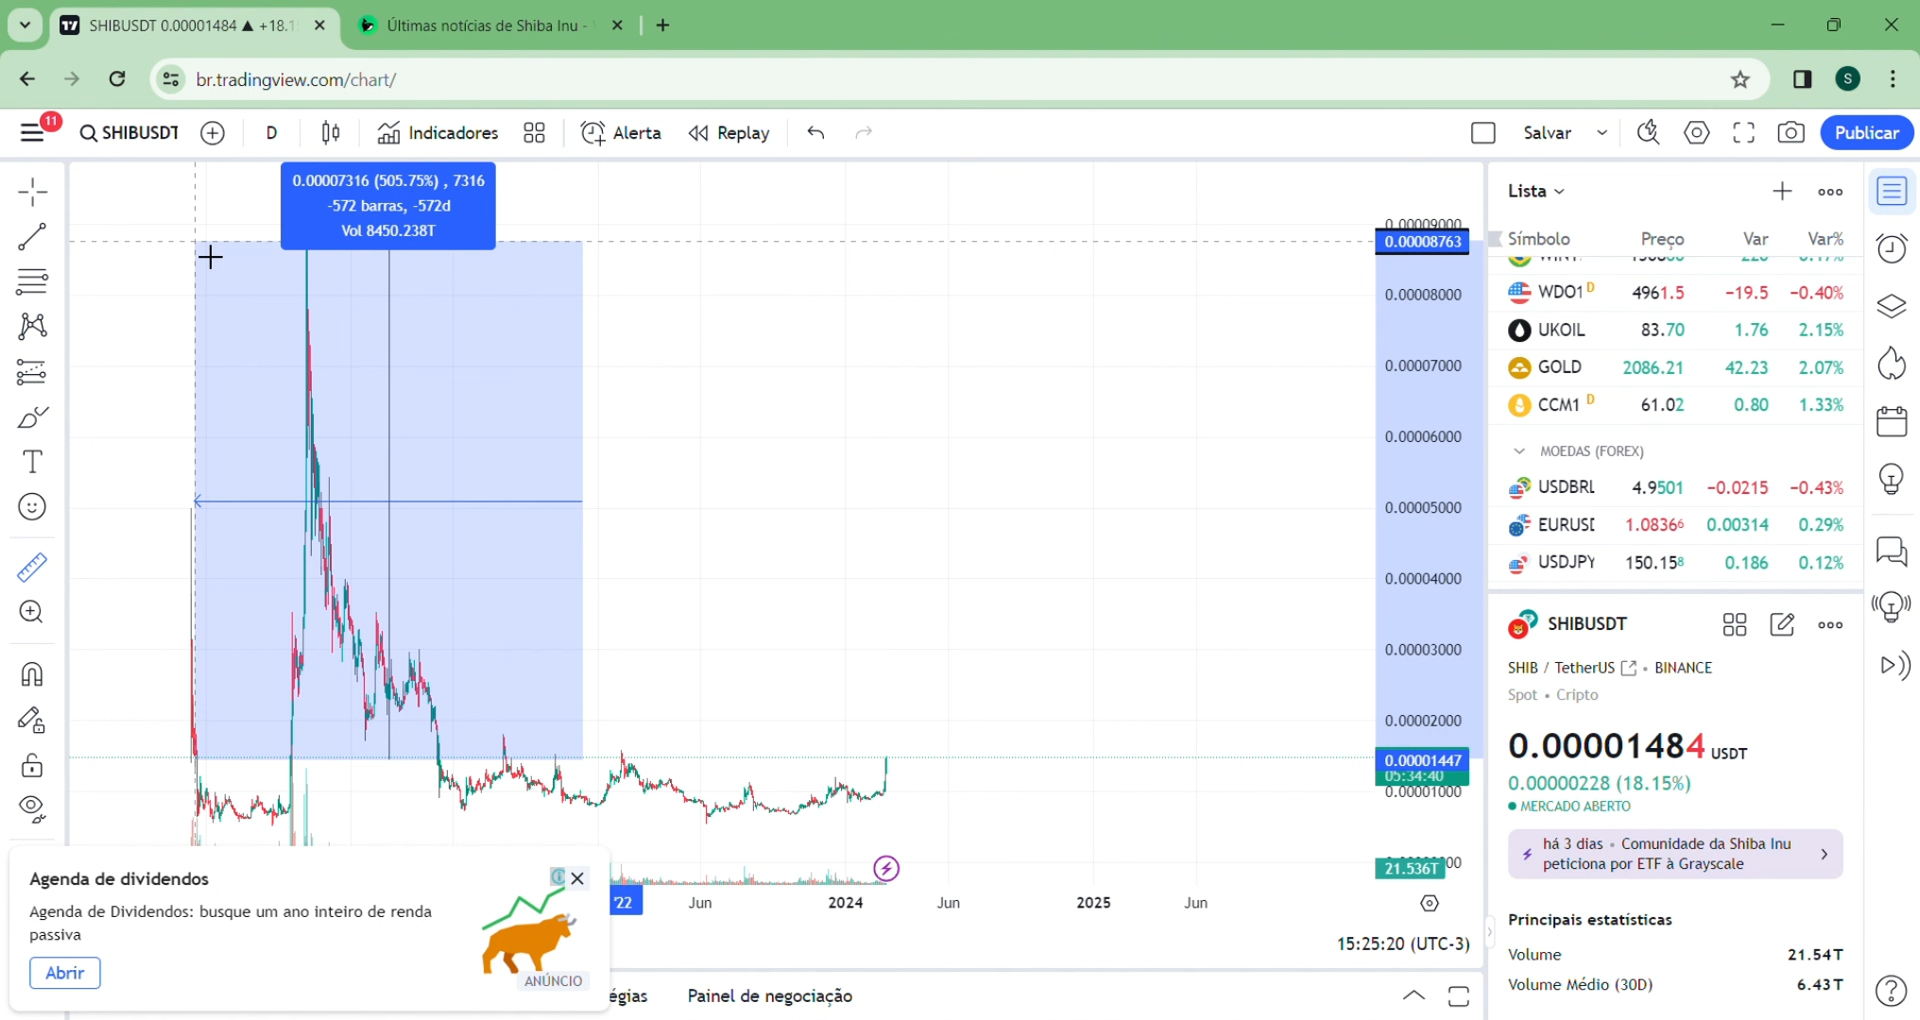 SHIBUSDT 0.00001484 ▲ +18.1
Últimas notícias de Shiba Inu -
br.tradingview.com/chart/
S
11
SHIBUSDT
D
Indicadores
Alerta
Replay
Salvar
Publicar
0.00007316 (505.75%) , 7316
-572 barras, -572d
Vol 8450.238T
0.00009000
0.00008763
0.00008000
0.00007000
0.00006000
0.00005000
0.00004000
0.00003000
0.00002000
0.00001447
05:34:40
0.00001000
21.536T
'22
Jun
2024
Jun
2025
Jun
15:25:20 (UTC-3)
Agenda de dividendos
Agenda de Dividendos: busque um ano inteiro de renda
passiva
Abrir
ANÚNCIO
égias
Painel de negociação
Lista
Símbolo Preço Var Var%
WDO1 D 4961.5 -19.5 -0.40%
UKOIL 83.70 1.76 2.15%
GOLD 2086.21 42.23 2.07%
CCM1 D 61.02 0.80 1.33%
MOEDAS (FOREX)
USDBRL 4.9501 -0.0215 -0.43%
EURUSD 1.08366 0.00314 0.29%
USDJPY 150.158 0.186 0.12%
SHIBUSDT
SHIB / TetherUS • BINANCE
Spot • Cripto
0.00001484 USDT
0.00000228 (18.15%)
MERCADO ABERTO
há 3 dias • Comunidade da Shiba Inu
peticiona por ETF à Grayscale
Principais estatísticas
Volume 21.54T
Volume Médio (30D) 6.43T